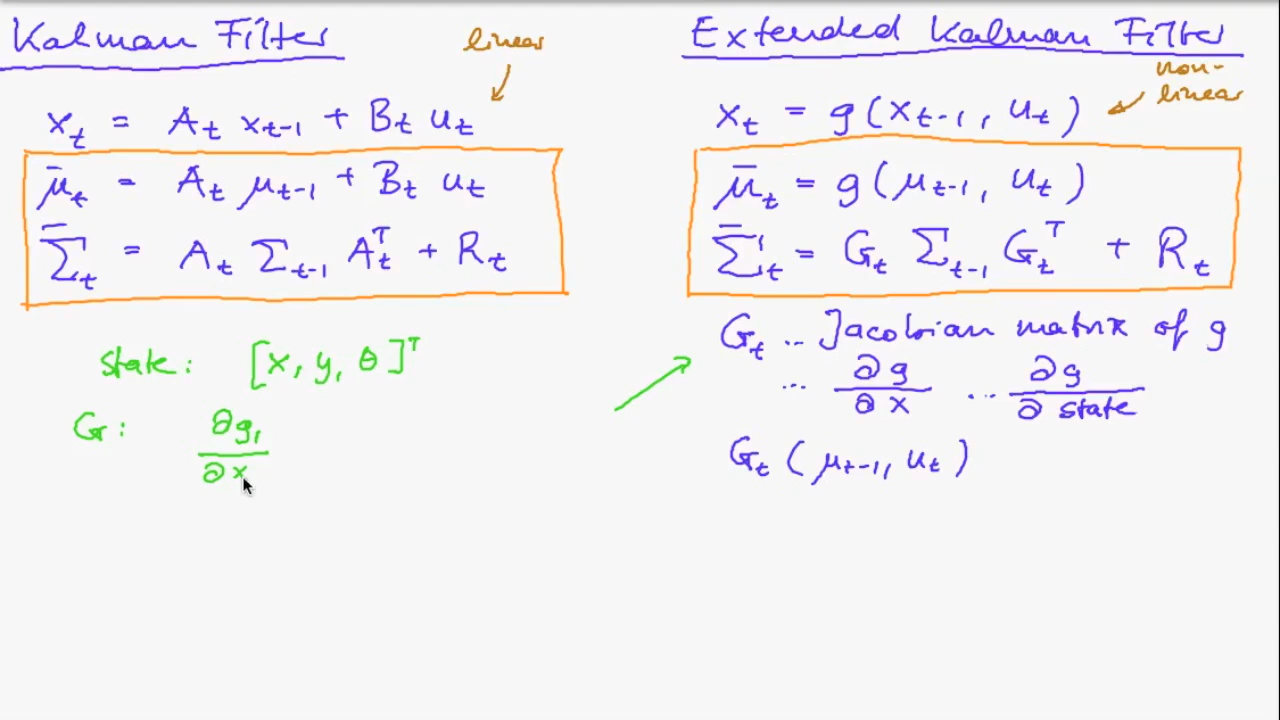 Kalman Filter
linear
x_t = A_t x_{t-1} + B_t u_t
μ̄_t = A_t μ_{t-1} + B_t u_t
Σ̄_t = A_t Σ_{t-1} A_t^T + R_t
state: [x, y, θ]^T
G: ∂g_1 / ∂x
Extended Kalman Filter
non-
linear
x_t = g(x_{t-1}, u_t)
μ̄_t = g(μ_{t-1}, u_t)
Σ̄_t = G_t Σ_{t-1} G_t^T + R_t
G_t ... Jacobian matrix of g
... ∂g / ∂x ... ∂g / ∂state
G_t (μ_{t-1}, u_t)